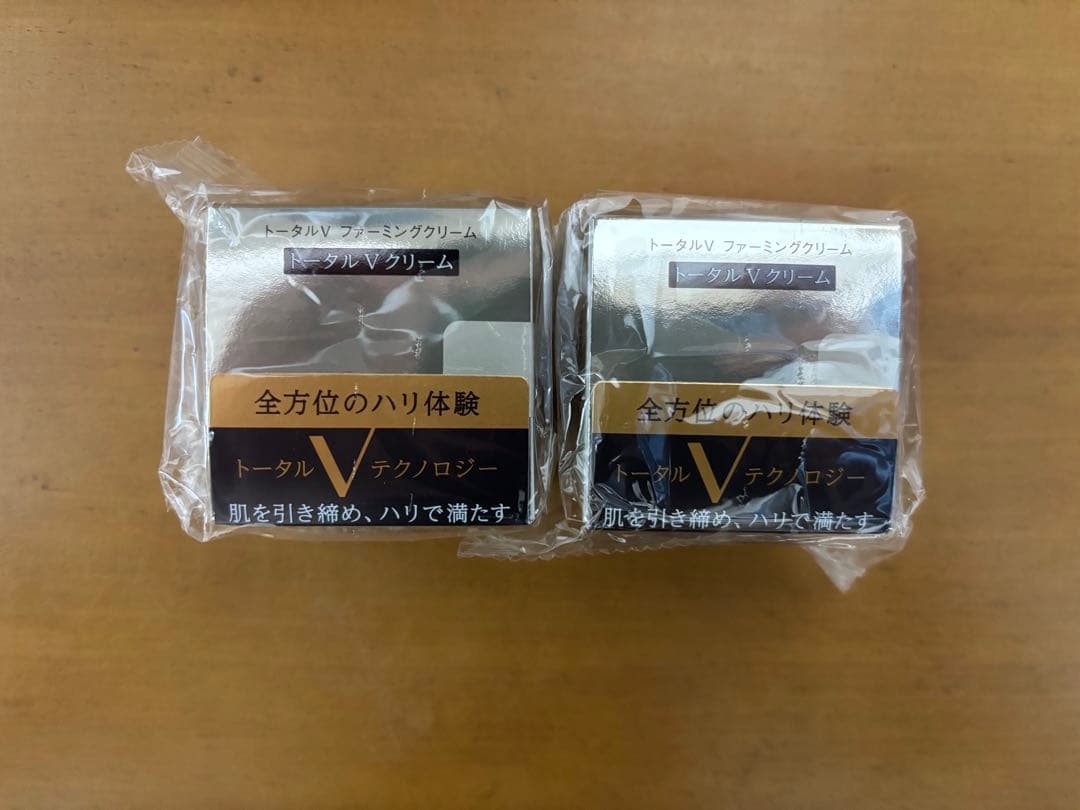 トータルV ファーミングクリーム
トータルVクリーム
全方位のハリ体験
トータルVテクノロジー
肌を引き締め、ハリで満たす
トータルV ファーミングクリーム
トータルVクリーム
全方位のハリ体験
トータルVテクノロジー
肌を引き締め、ハリで満たす